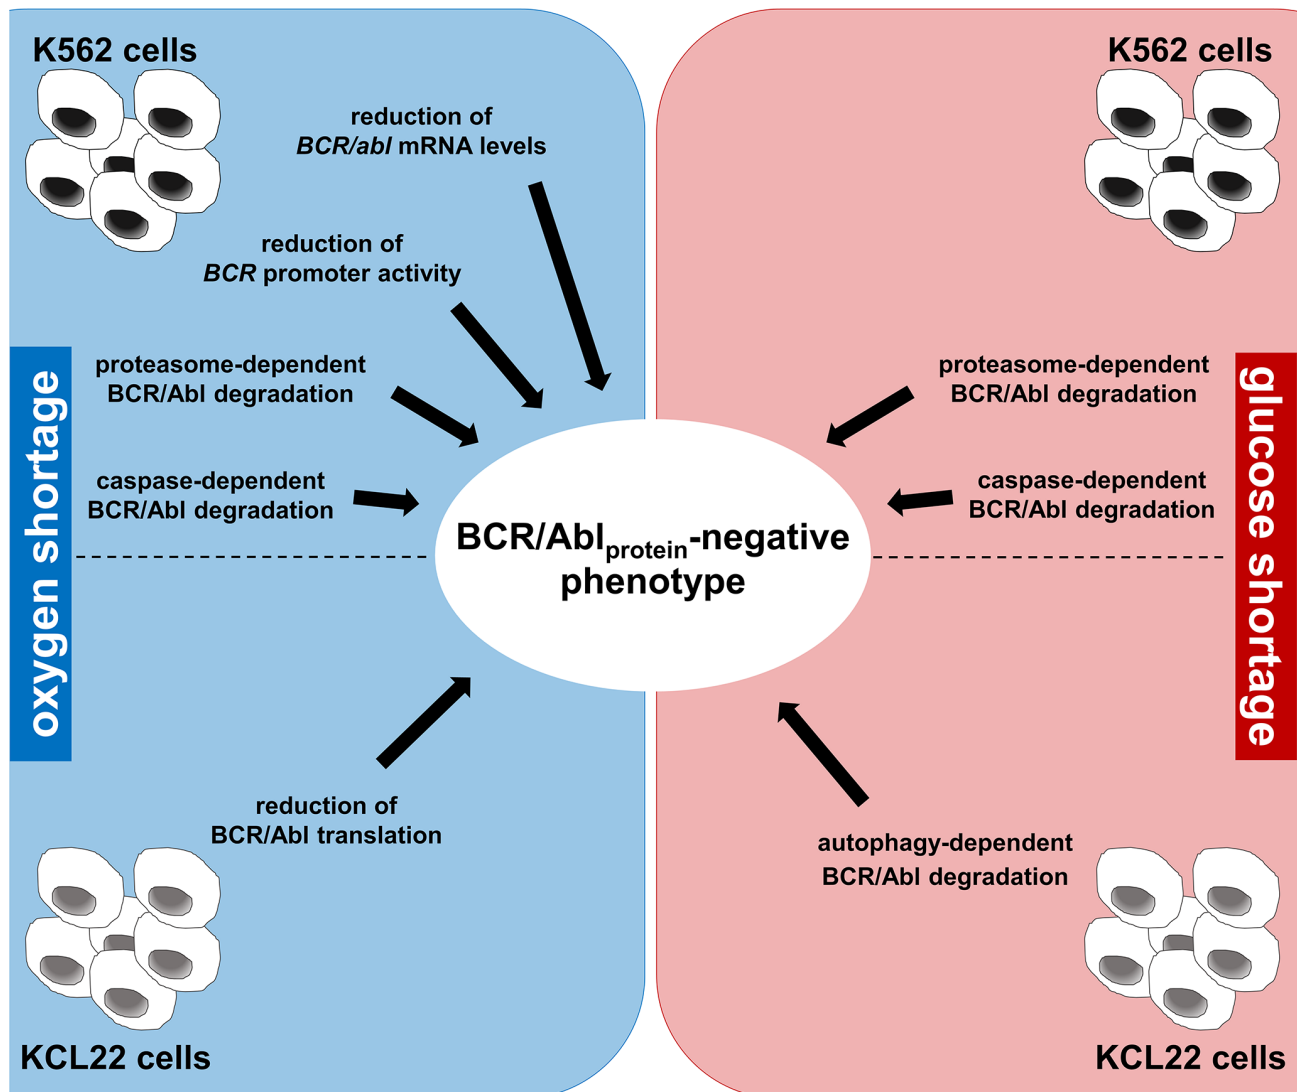 K562 cells
reduction of
BCR/abl mRNA levels
reduction of
BCR promoter activity
proteasome-dependent
BCR/Abl degradation
caspase-dependent
BCR/Abl degradation
oxygen shortage
reduction of
BCR/Abl translation
KCL22 cells
BCR/Abl protein-negative
phenotype
K562 cells
proteasome-dependent
BCR/Abl degradation
caspase-dependent
BCR/Abl degradation
glucose shortage
autophagy-dependent
BCR/Abl degradation
KCL22 cells